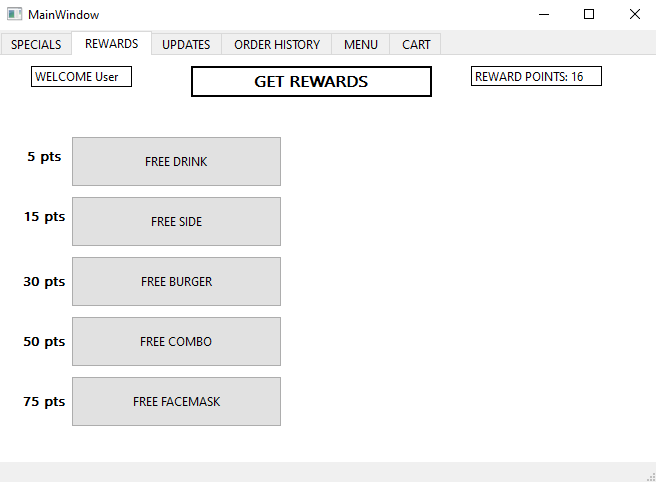 MainWindow
SPECIALS REWARDS UPDATES ORDER HISTORY MENU CART
WELCOME User GET REWARDS REWARD POINTS: 16
5 pts FREE DRINK
15 pts FREE SIDE
30 pts FREE BURGER
50 pts FREE COMBO
75 pts FREE FACEMASK